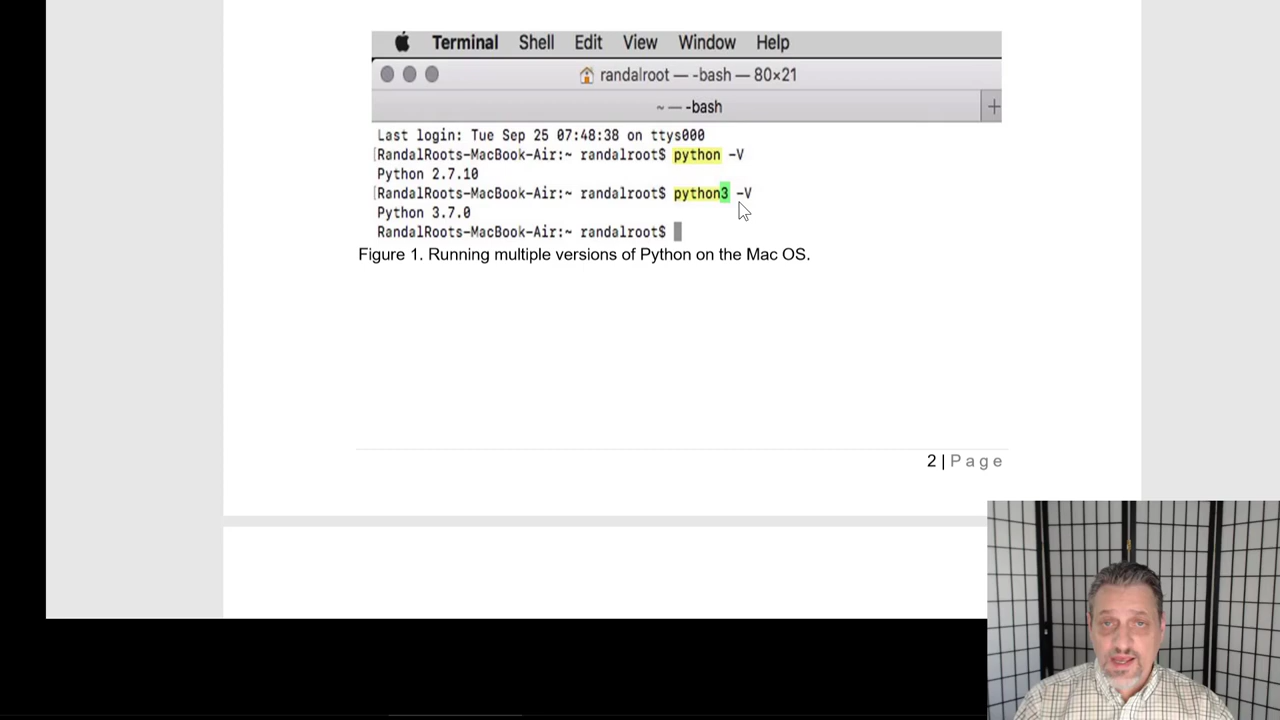 Terminal Shell Edit View Window Help
randalroot — -bash — 80×21
~ — -bash
Last login: Tue Sep 25 07:48:38 on ttys000
[RandalRoots-MacBook-Air:~ randalroot$ python -V
Python 2.7.10
[RandalRoots-MacBook-Air:~ randalroot$ python3 -V
Python 3.7.0
RandalRoots-MacBook-Air:~ randalroot$
Figure 1. Running multiple versions of Python on the Mac OS.
2 | Page